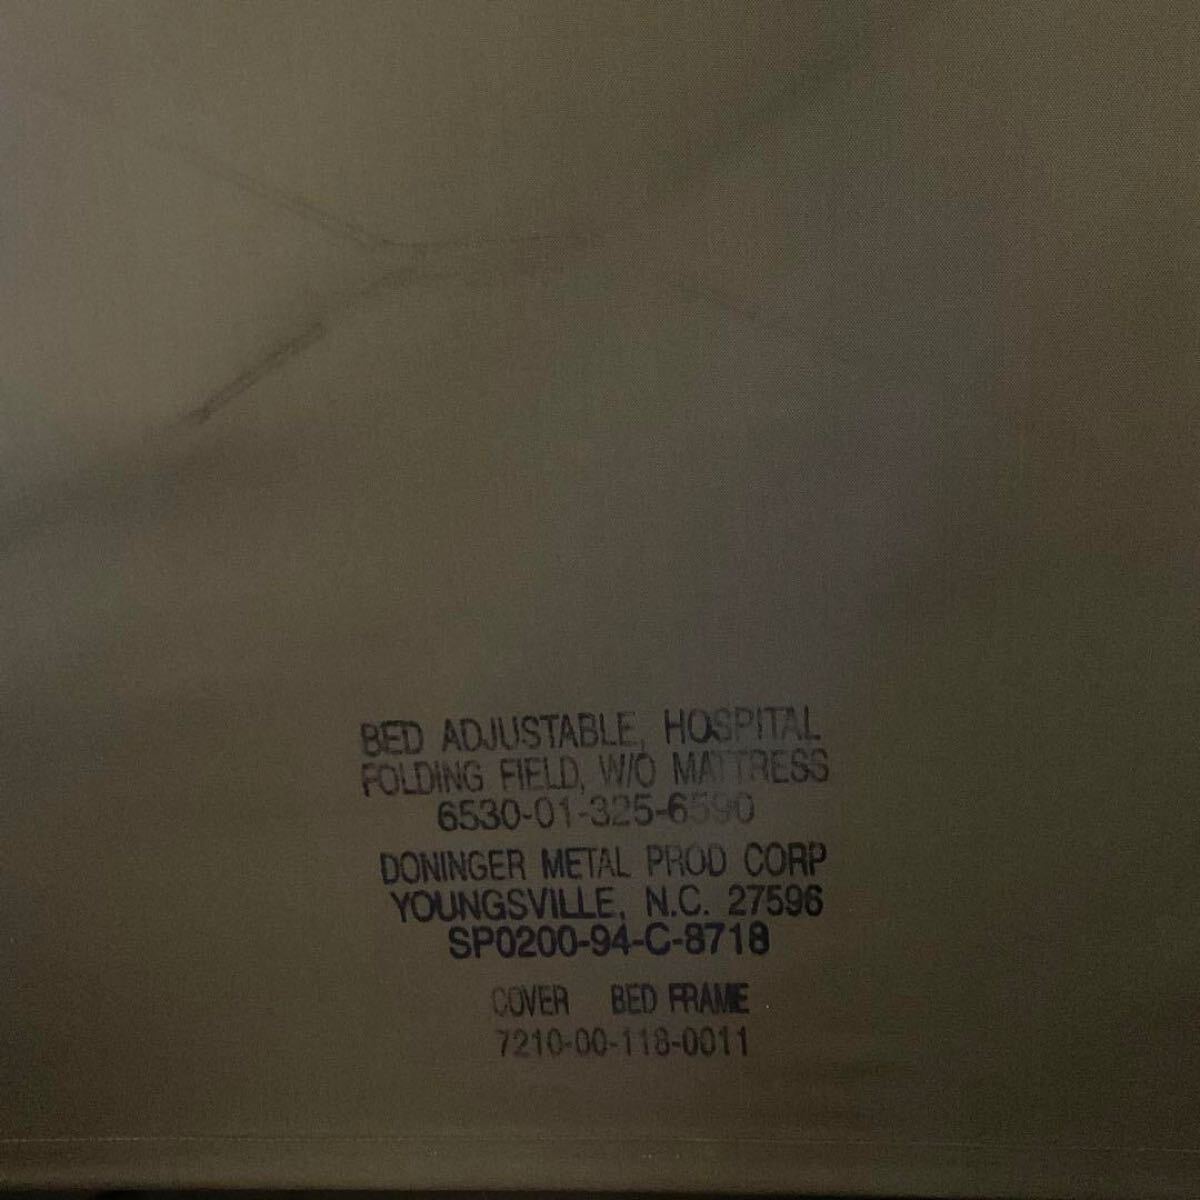 BED ADJUSTABLE, HOSPITAL
FOLDING FIELD, W/O MATTRESS
6530-01-325-6590
DONINGER METAL PROD CORP
YOUNGSVILLE, N.C. 27596
SP0200-94-C-8718
COVER BED FRAME
7210-00-118-0011